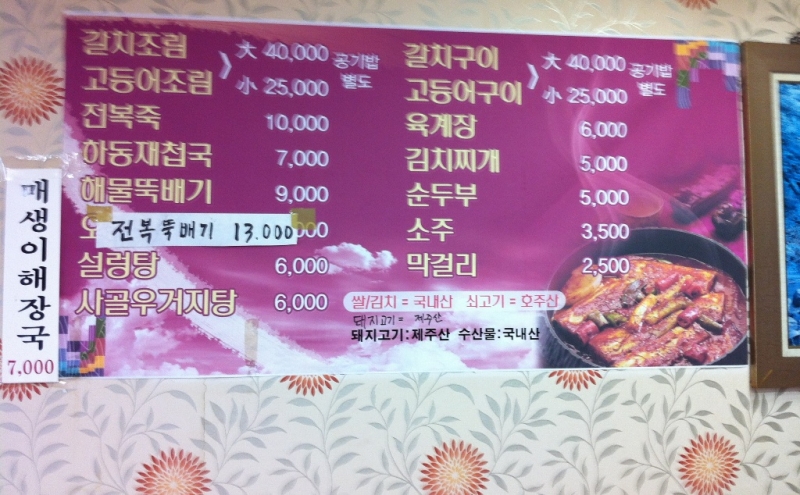 갈치조림 大 40,000 공기밥
고등어조림 小 25,000 별도
전복죽 10,000
하동재첩국 7,000
해물뚝배기 9,000
전복뚝배기 13.000
설렁탕 6,000
사골우거지탕 6,000
갈치구이 大 40,000 공기밥
고등어구이 小 25,000 별도
육계장 6,000
김치찌개 5,000
순두부 5,000
소주 3,500
막걸리 2,500
쌀/김치 = 국내산 쇠고기 = 호주산
돼지고기 = 제주산
돼지고기:제주산 수산물:국내산
매생이해장국
7,000